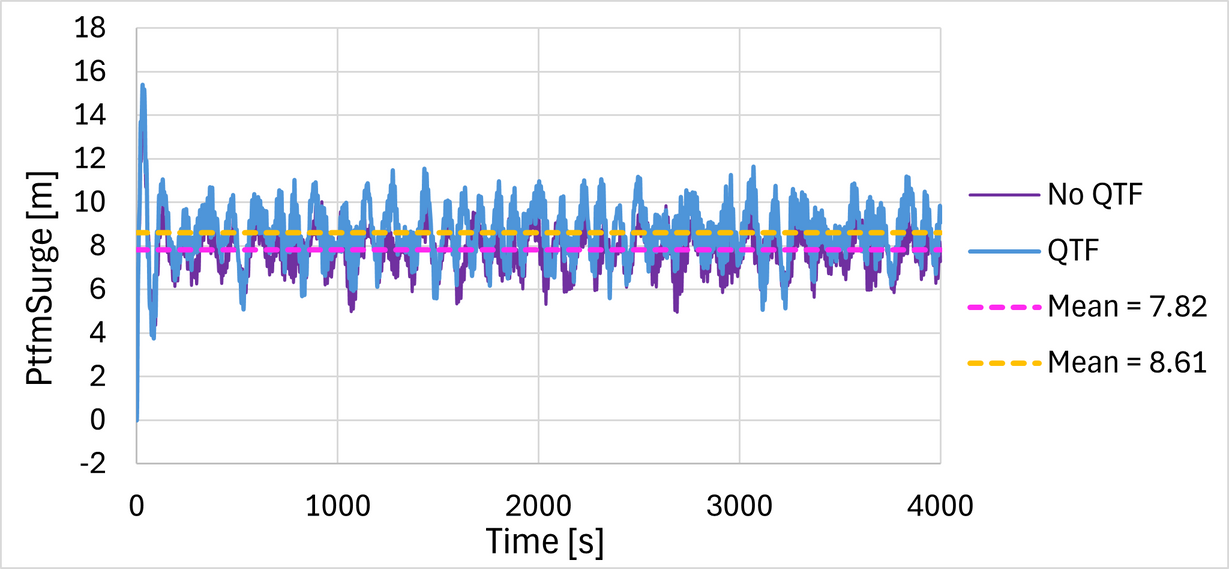 18
16
14
12
10
8
6
4
2
0
-2
PtfmSurge [m]
0 1000 2000 3000 4000
Time [s]
No QTF
QTF
Mean = 7.82
Mean = 8.61